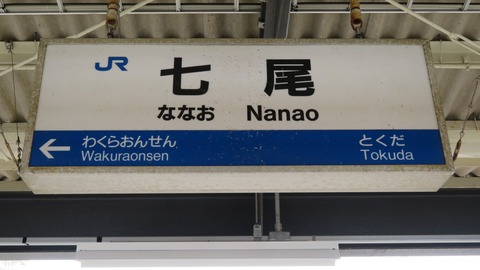 JR
七尾
ななお Nanao
← わくらおんせん とくだ
Wakuraonsen Tokuda